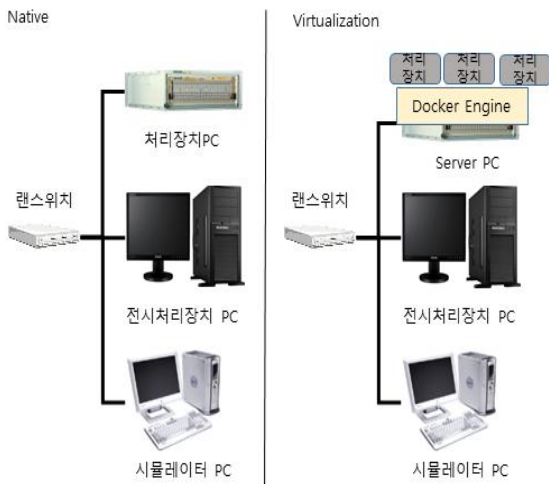 Native
처리장치PC
랜스위치
전시처리장치 PC
시뮬레이터 PC
Virtualization
처리
장치
처리
장치
처리
장치
Docker Engine
Server PC
랜스위치
전시처리장치 PC
시뮬레이터 PC